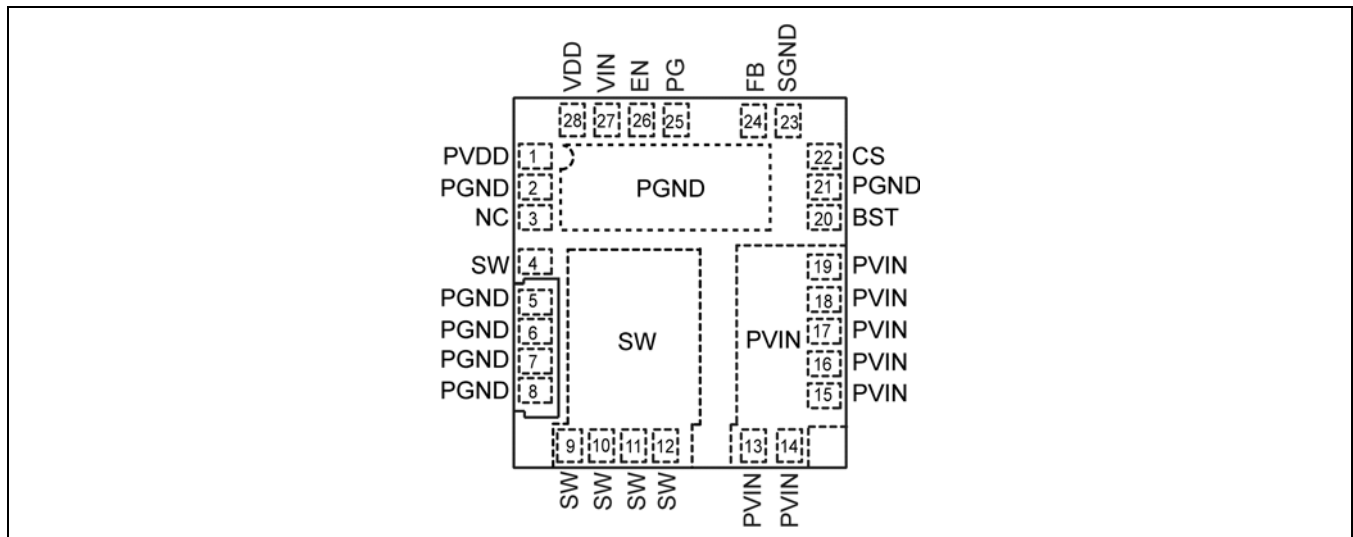 VDD VIN EN PG FB SGND
28 27 26 25 24 23
PVDD 1 22 CS
PGND 2 PGND 21 PGND
NC 3 20 BST
SW 4 19 PVIN
PGND 5 18 PVIN
PGND 6 SW PVIN 17 PVIN
PGND 7 16 PVIN
PGND 8 15 PVIN
9 10 11 12 13 14
SW SW SW SW PVIN PVIN